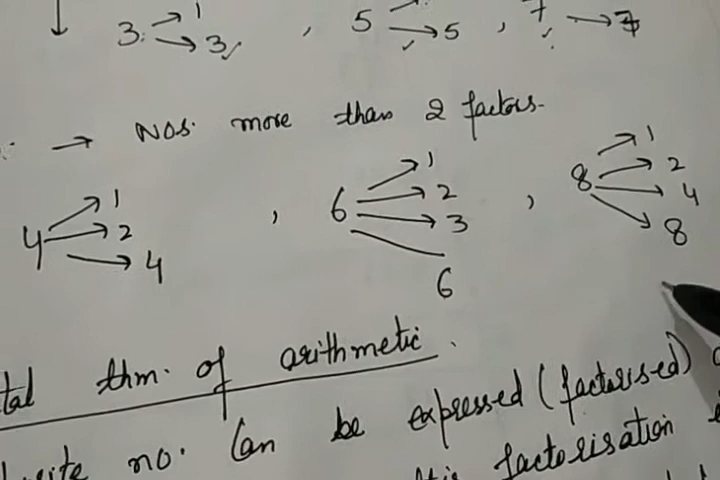 3 → 1 → 3 ✓ , 5 → 5 ✓ , 7 → 7
→ NOS. more than 2 factors.
4 → 1 → 2 → 4 , 6 → 1 → 2 → 3 6 , 8 → 1 → 2 → 4 → 8
tal thm. of arithmetic.
no. Can be expressed (factorised)
factorisation